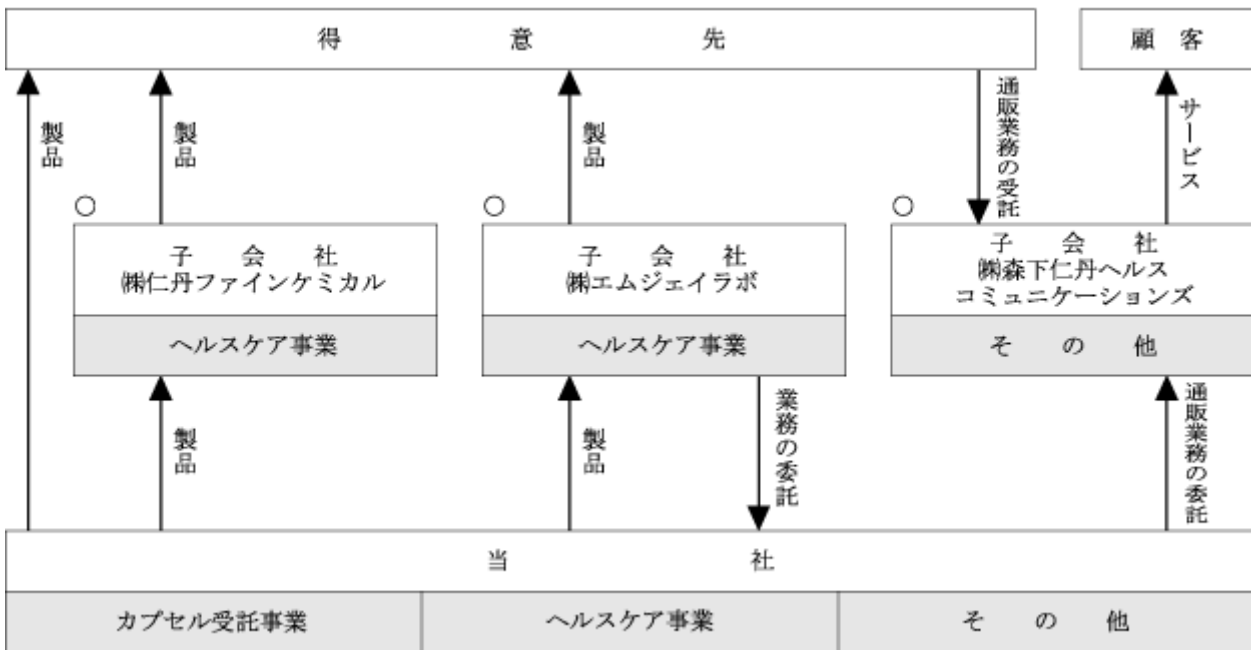 得意先
顧客
製品
製品
製品
通販業務の受託
サービス
○
○
○
子会社
㈱仁丹ファインケミカル
ヘルスケア事業
子会社
㈱エムジェイラボ
ヘルスケア事業
子会社
㈱森下仁丹ヘルス
コミュニケーションズ
その他
製品
製品
業務の委託
通販業務の委託
当社
カプセル受託事業
ヘルスケア事業
その他